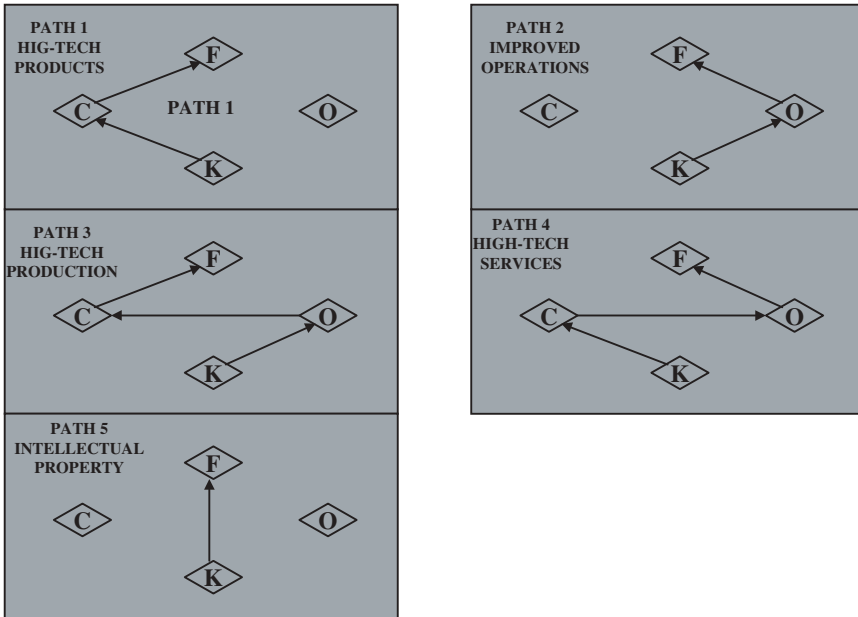 PATH 1
HIG-TECH
PRODUCTS
F
C
PATH 1
O
K
PATH 2
IMPROVED
OPERATIONS
F
C
O
K
PATH 3
HIG-TECH
PRODUCTION
F
C
O
K
PATH 4
HIGH-TECH
SERVICES
F
C
O
K
PATH 5
INTELLECTUAL
PROPERTY
F
C
O
K